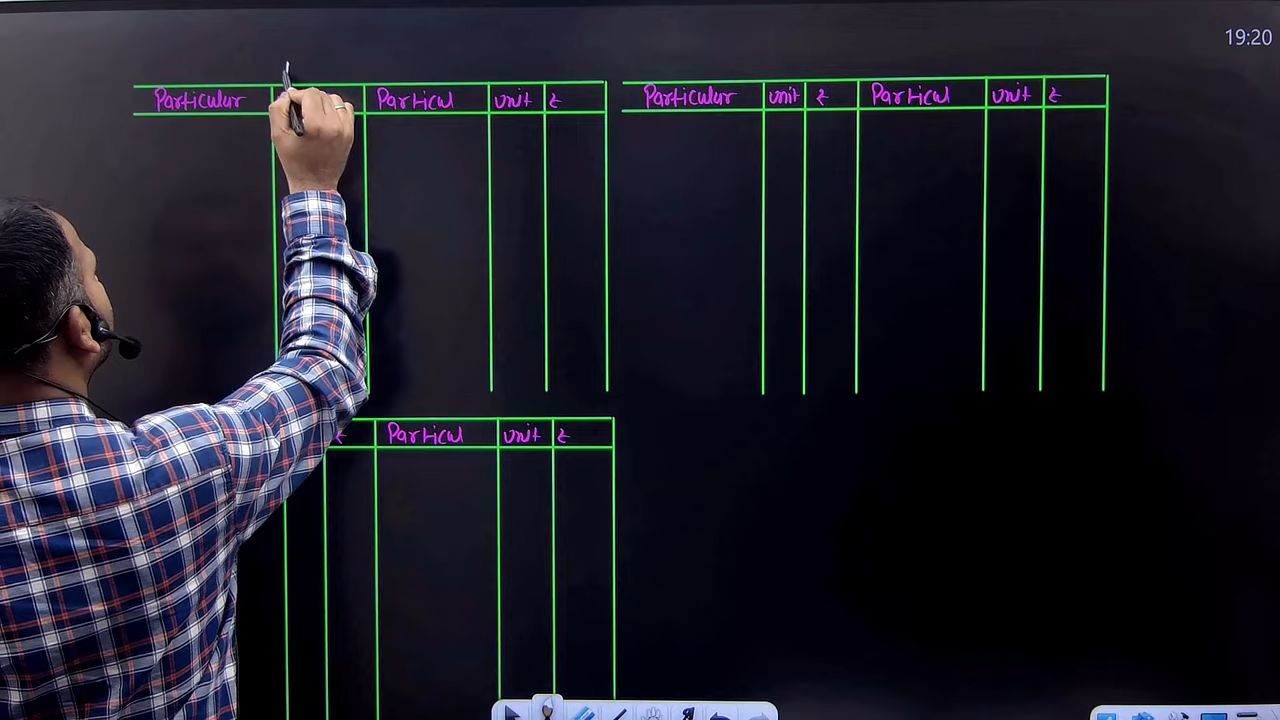 19:20
Particular Particul unit ₹
Particular unit ₹ Particul unit ₹
₹ Particul unit ₹